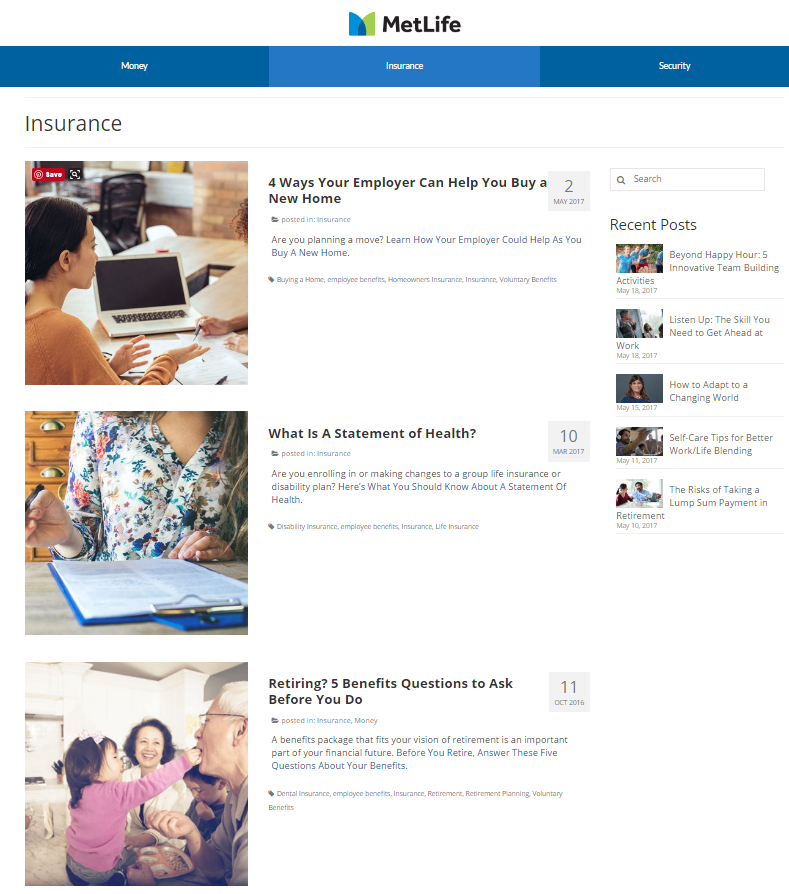 MetLife
Money
Insurance
Security
Insurance
Save
4 Ways Your Employer Can Help You Buy a
New Home
2
MAY 2017
posted in: Insurance
Are you planning a move? Learn How Your Employer Could Help As You
Buy A New Home.
Buying a Home, employee benefits, Homeowners Insurance, Insurance, Voluntary Benefits
What Is A Statement of Health?
10
MAR 2017
posted in: Insurance
Are you enrolling in or making changes to a group life insurance or
disability plan? Here's What You Should Know About A Statement Of
Health.
Disability Insurance, employee benefits, Insurance, Life Insurance
Retiring? 5 Benefits Questions to Ask
Before You Do
11
OCT 2016
posted in: Insurance, Money
A benefits package that fits your vision of retirement is an important
part of your financial future. Before You Retire, Answer These Five
Questions About Your Benefits.
Dental Insurance, employee benefits, Insurance, Retirement, Retirement Planning, Voluntary
Benefits
Search
Recent Posts
Beyond Happy Hour: 5
Innovative Team Building
Activities
May 18, 2017
Listen Up: The Skill You
Need to Get Ahead at
Work
May 18, 2017
How to Adapt to a
Changing World
May 15, 2017
Self-Care Tips for Better
Work/Life Blending
May 11, 2017
The Risks of Taking a
Lump Sum Payment in
Retirement
May 10, 2017